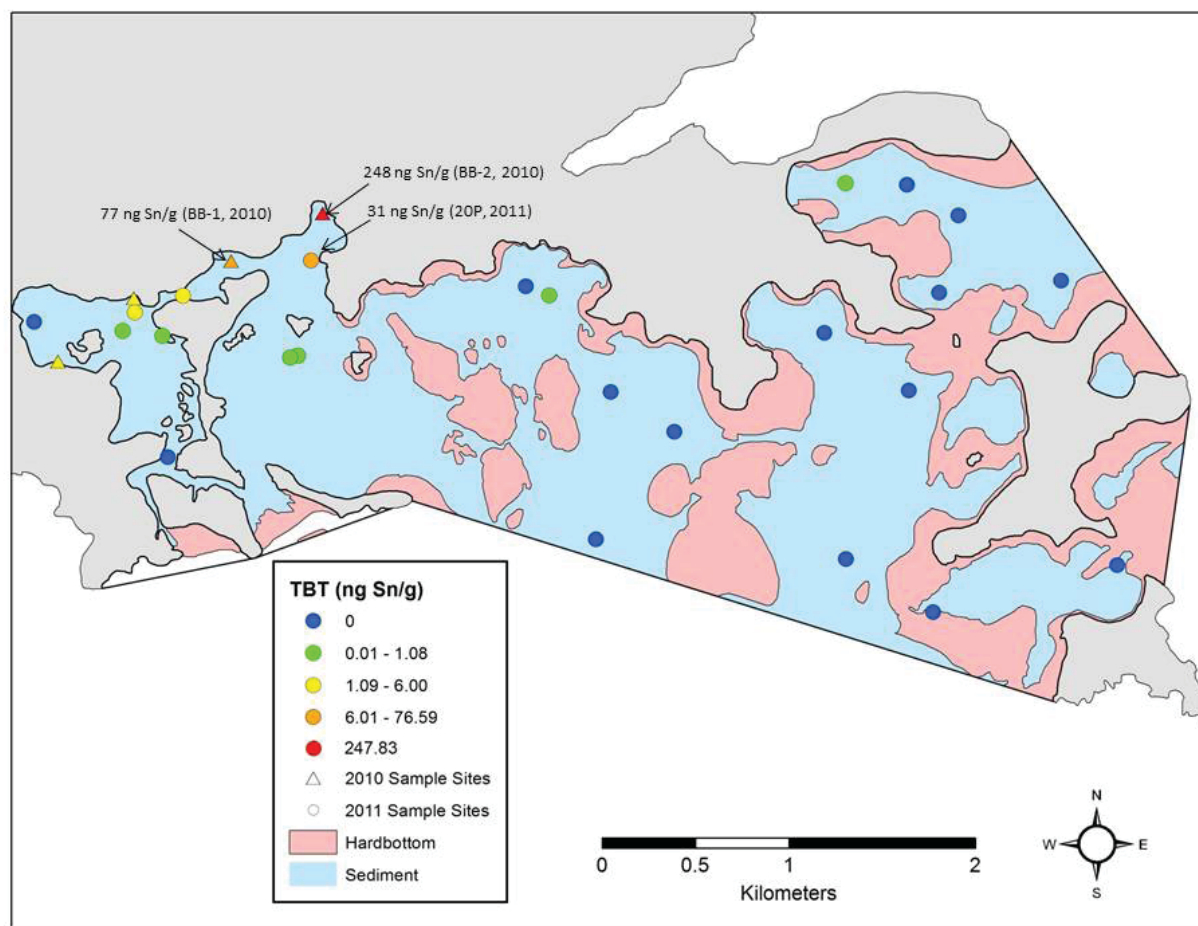 248 ng Sn/g (BB-2, 2010)
77 ng Sn/g (BB-1, 2010)
31 ng Sn/g (20P, 2011)
TBT (ng Sn/g)
0
0.01 - 1.08
1.09 - 6.00
6.01 - 76.59
247.83
2010 Sample Sites
2011 Sample Sites
Hardbottom
Sediment
0 0.5 1 2
Kilometers
N
W E
S